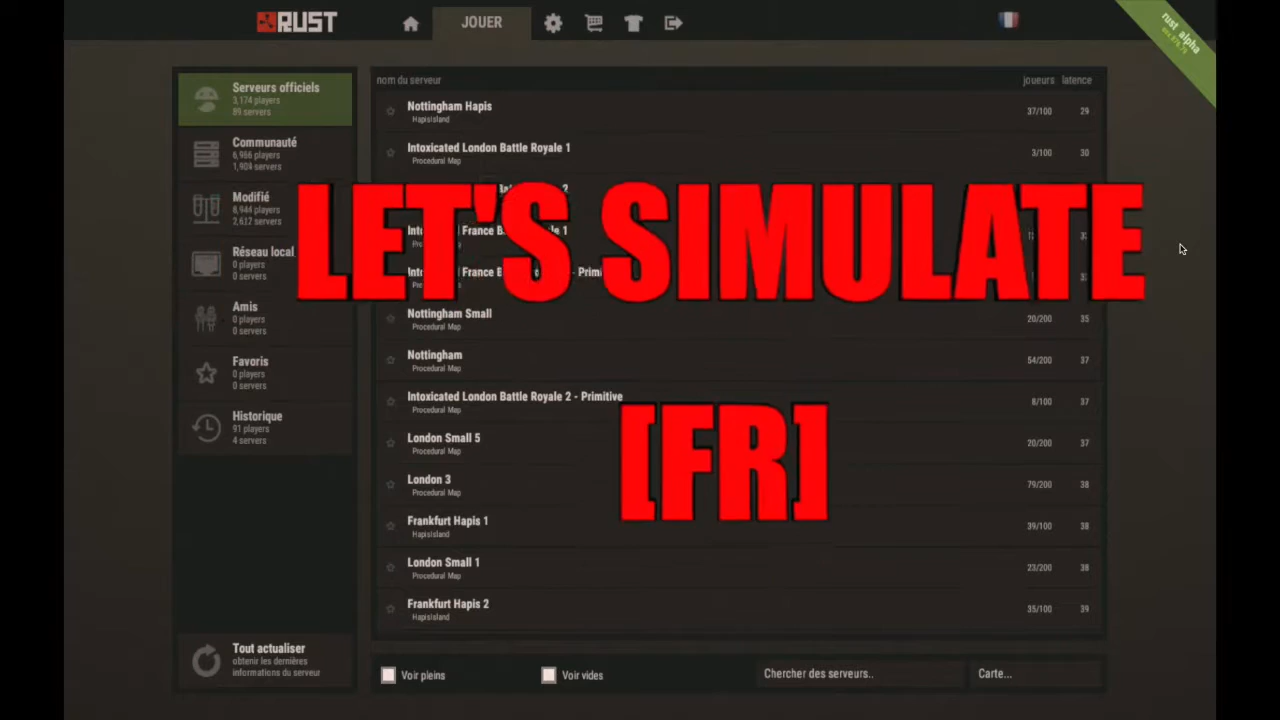 RUST
JOUER
rust_alpha
nom du serveur
joueurs
latence
Serveurs officiels
3,174 players
89 servers
Communauté
6,966 players
1,904 servers
Modifié
8,944 players
2,612 servers
Réseau local
0 players
0 servers
Amis
0 players
0 servers
Favoris
0 players
0 servers
Historique
91 players
4 servers
Tout actualiser
obtenir les dernières
informations du serveur
Nottingham Hapis
HapisIsland
37/100
29
Intoxicated London Battle Royale 1
Procedural Map
3/100
30
LET'S SIMULATE
[FR]
Nottingham Small
Procedural Map
20/200
35
Nottingham
Procedural Map
54/200
37
Intoxicated London Battle Royale 2 - Primitive
Procedural Map
8/100
37
London Small 5
Procedural Map
20/200
37
London 3
Procedural Map
79/200
38
Frankfurt Hapis 1
HapisIsland
39/100
38
London Small 1
Procedural Map
23/200
38
Frankfurt Hapis 2
HapisIsland
35/100
39
Voir pleins
Voir vides
Chercher des serveurs..
Carte...